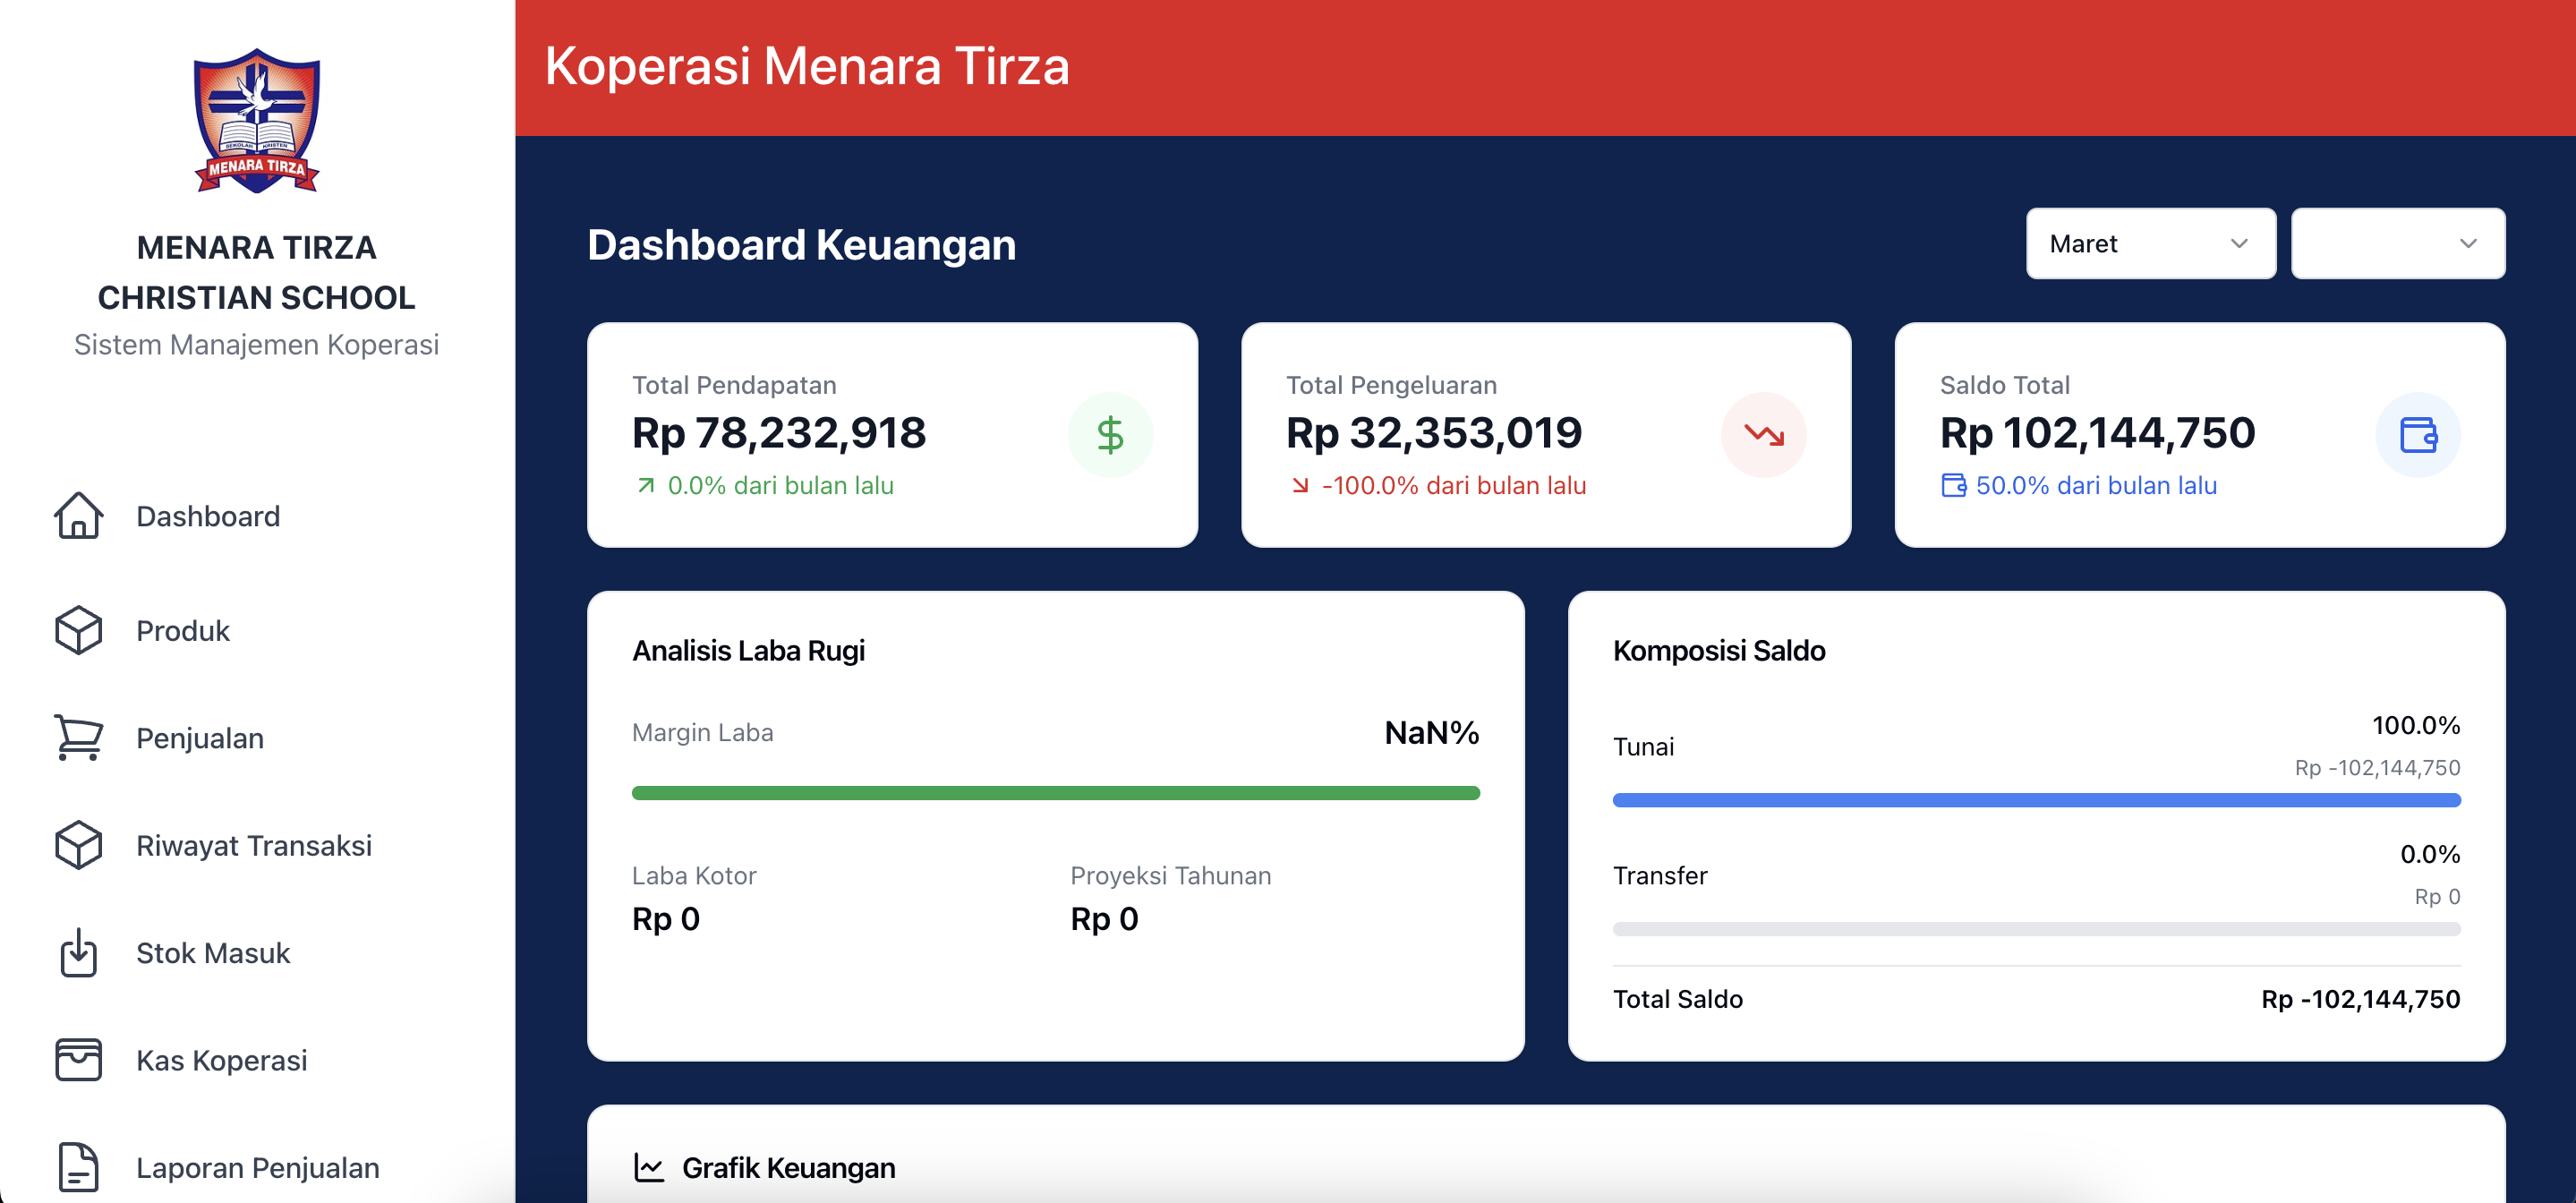 SEKOLAH KRISTEN
MENARA TIRZA
MENARA TIRZA
CHRISTIAN SCHOOL
Sistem Manajemen Koperasi
Dashboard
Produk
Penjualan
Riwayat Transaksi
Stok Masuk
Kas Koperasi
Laporan Penjualan
Koperasi Menara Tirza
Dashboard Keuangan
Maret
Total Pendapatan
Rp 78,232,918
0.0% dari bulan lalu
Total Pengeluaran
Rp 32,353,019
-100.0% dari bulan lalu
Saldo Total
Rp 102,144,750
50.0% dari bulan lalu
Analisis Laba Rugi
Margin Laba
NaN%
Laba Kotor
Rp 0
Proyeksi Tahunan
Rp 0
Komposisi Saldo
Tunai
100.0%
Rp -102,144,750
Transfer
0.0%
Rp 0
Total Saldo
Rp -102,144,750
Grafik Keuangan